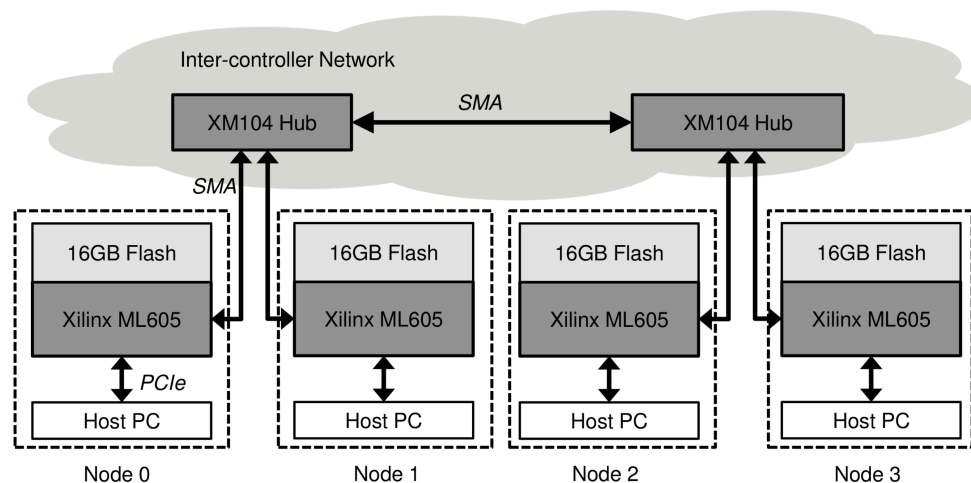 Inter-controller Network
SMA
XM104 Hub
XM104 Hub
SMA
16GB Flash
16GB Flash
16GB Flash
16GB Flash
Xilinx ML605
Xilinx ML605
Xilinx ML605
Xilinx ML605
PCIe
Host PC
Host PC
Host PC
Host PC
Node 0
Node 1
Node 2
Node 3